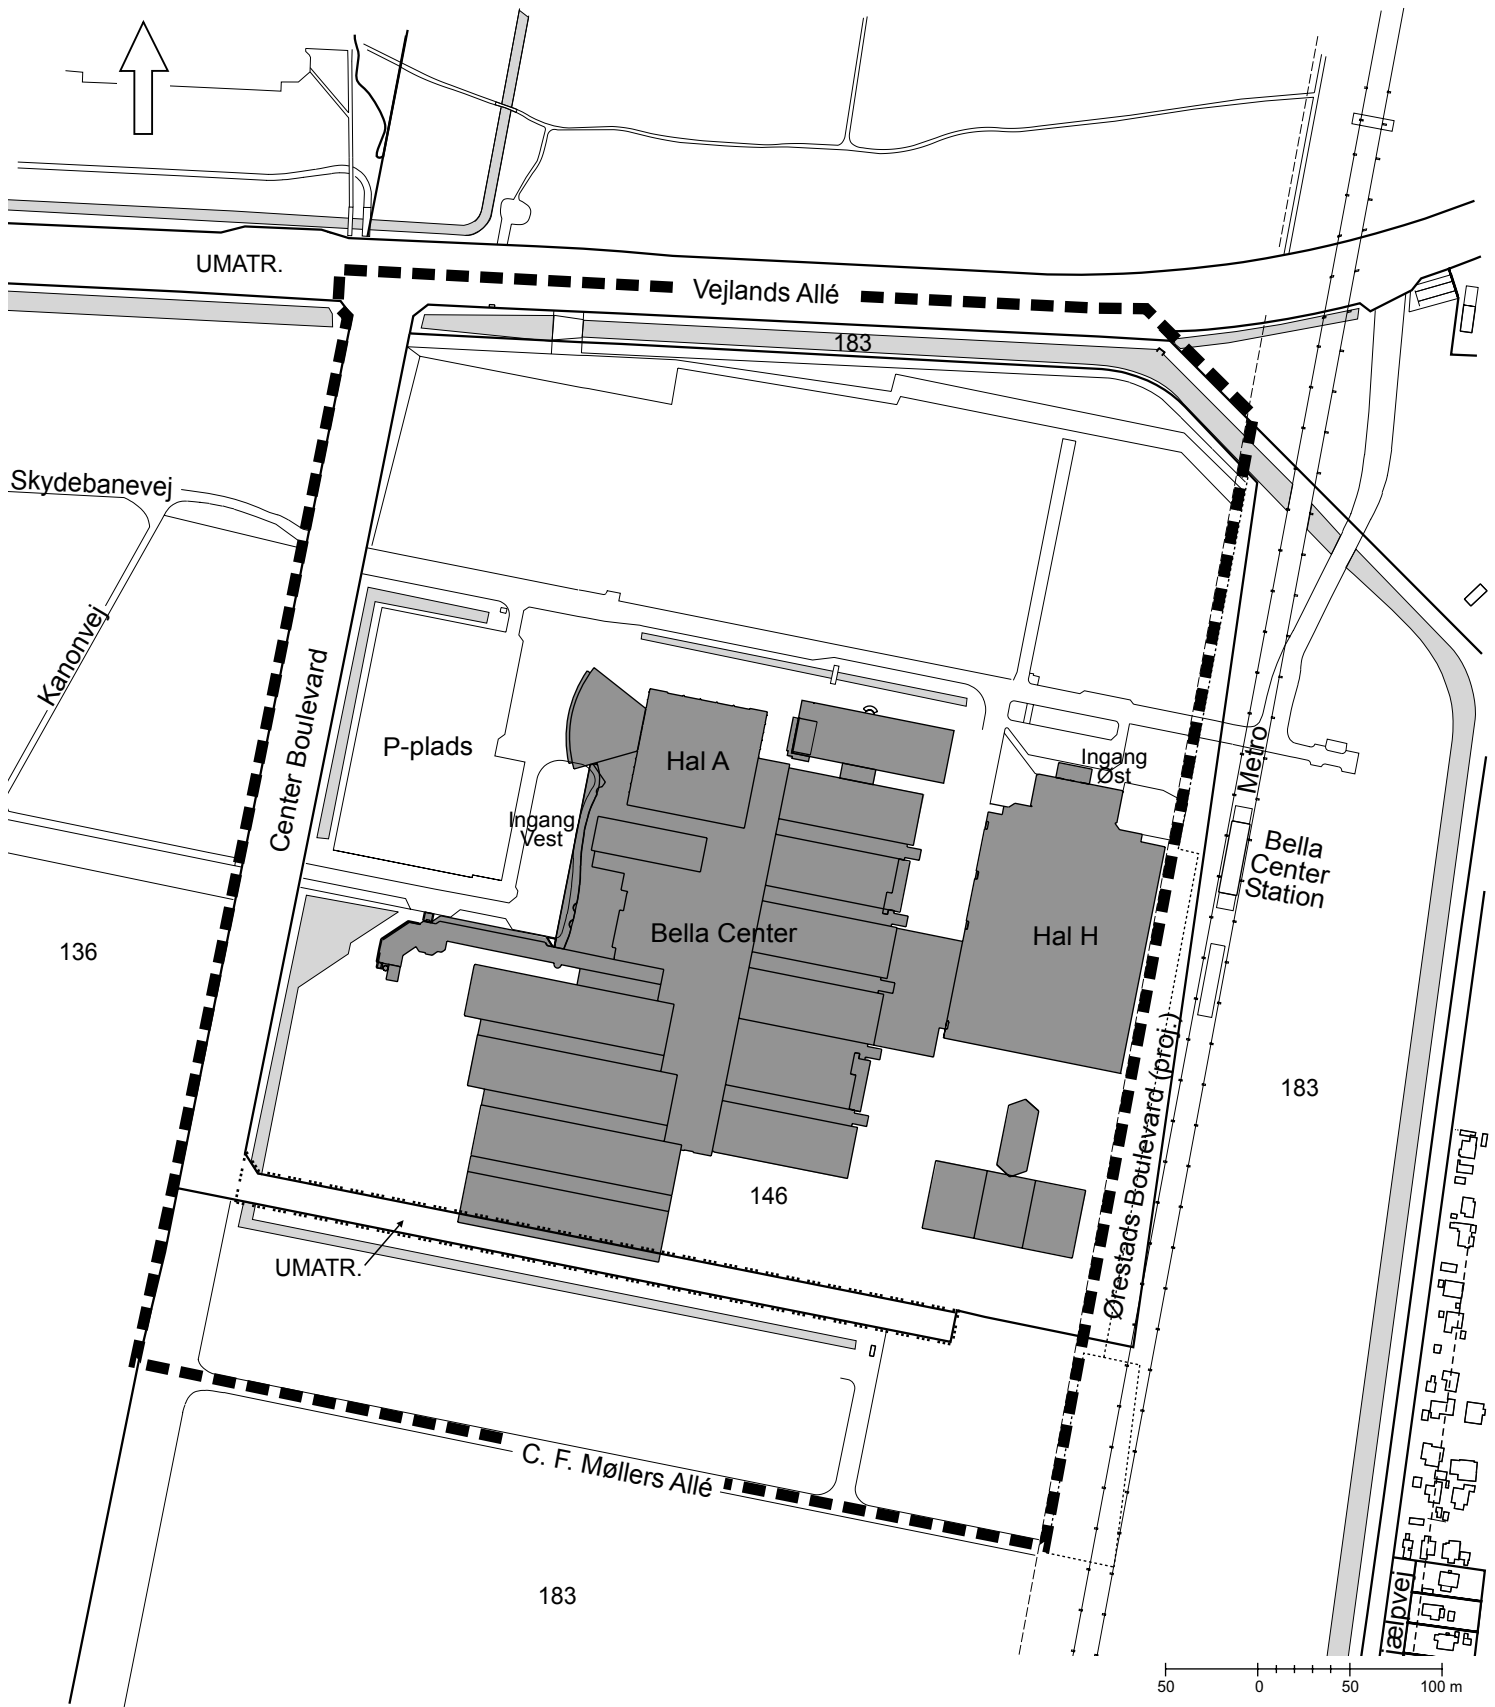 UMATR.
Vejlands Allé
183
Skydebanevej
Kanonvej
Center Boulevard
P-plads
Hal A
Ingang
Øst
Metro
Ingang
Vest
Bella
Center
Station
Bella Center
Hal H
136
Ørestads Boulevard (proj.)
183
146
UMATR.
C. F. Møllers Allé
183
ælpvej
50
0
50
100 m